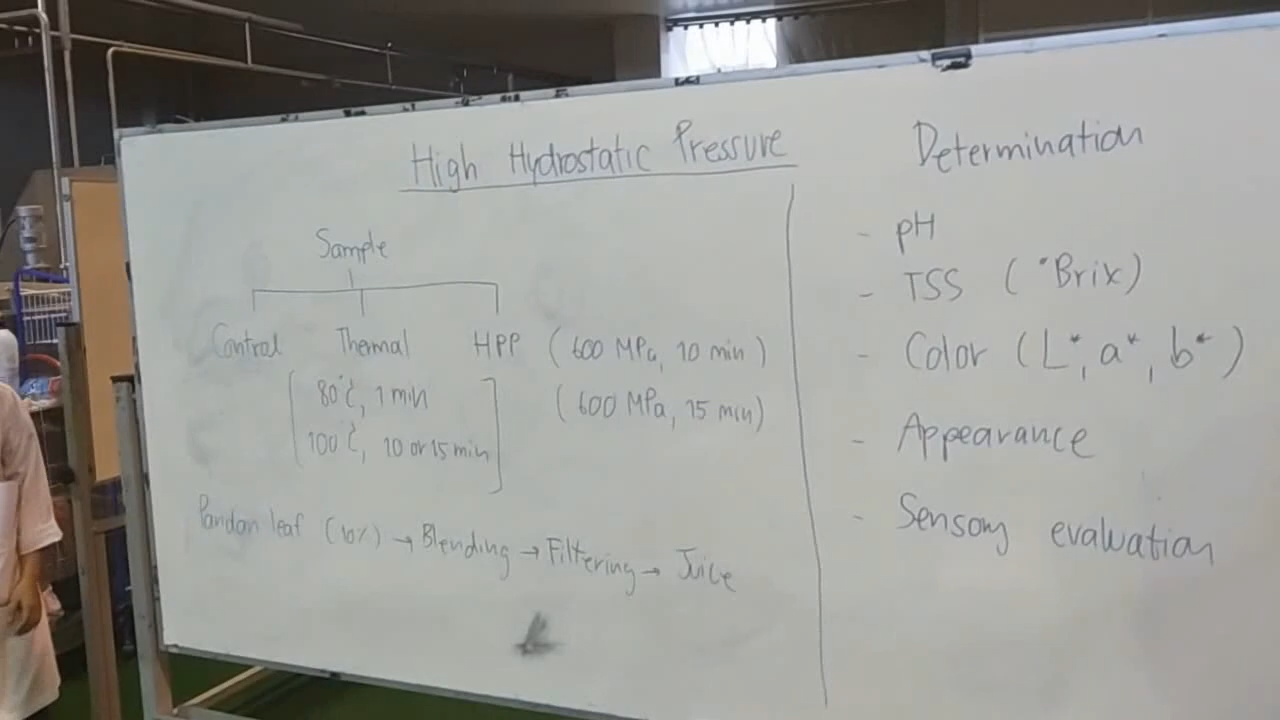 High Hydrostatic Pressure
Sample
Control Thermal HPP (600 MPa, 10 min)
80°C, 1 min (600 MPa, 15 min)
100°C, 10 or 15 min
Pandan leaf (10%) → Blending → Filtering → Juice
Determination
- pH
- TSS (°Brix)
- Color (L*, a*, b*)
- Appearance
- Sensory evaluation